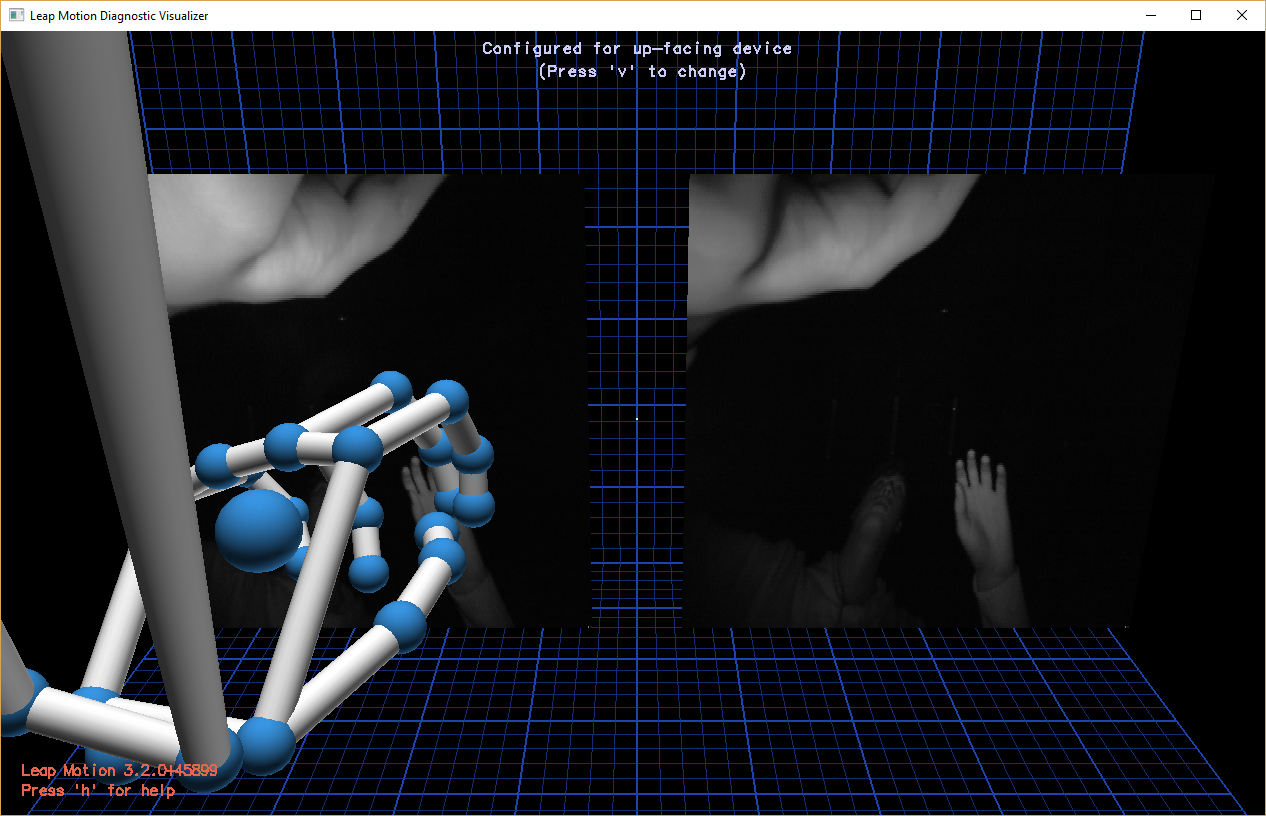 Leap Motion Diagnostic Visualizer
Configured for up-facing device
(Press 'v' to change)
Leap Motion 3.2.0+45899
Press 'h' for help